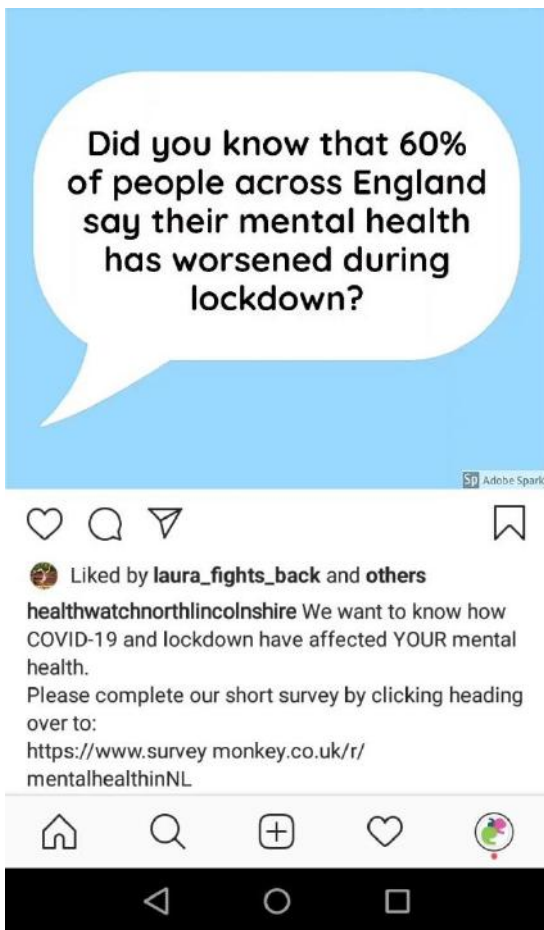 Did you know that 60%
of people across England
say their mental health
has worsened during
lockdown?
Sp Adobe Spark
Liked by laura_fights_back and others
healthwatchnorthlincolnshire We want to know how
COVID-19 and lockdown have affected YOUR mental
health.
Please complete our short survey by clicking heading
over to:
https://www.survey monkey.co.uk/r/
mentalhealthinNL